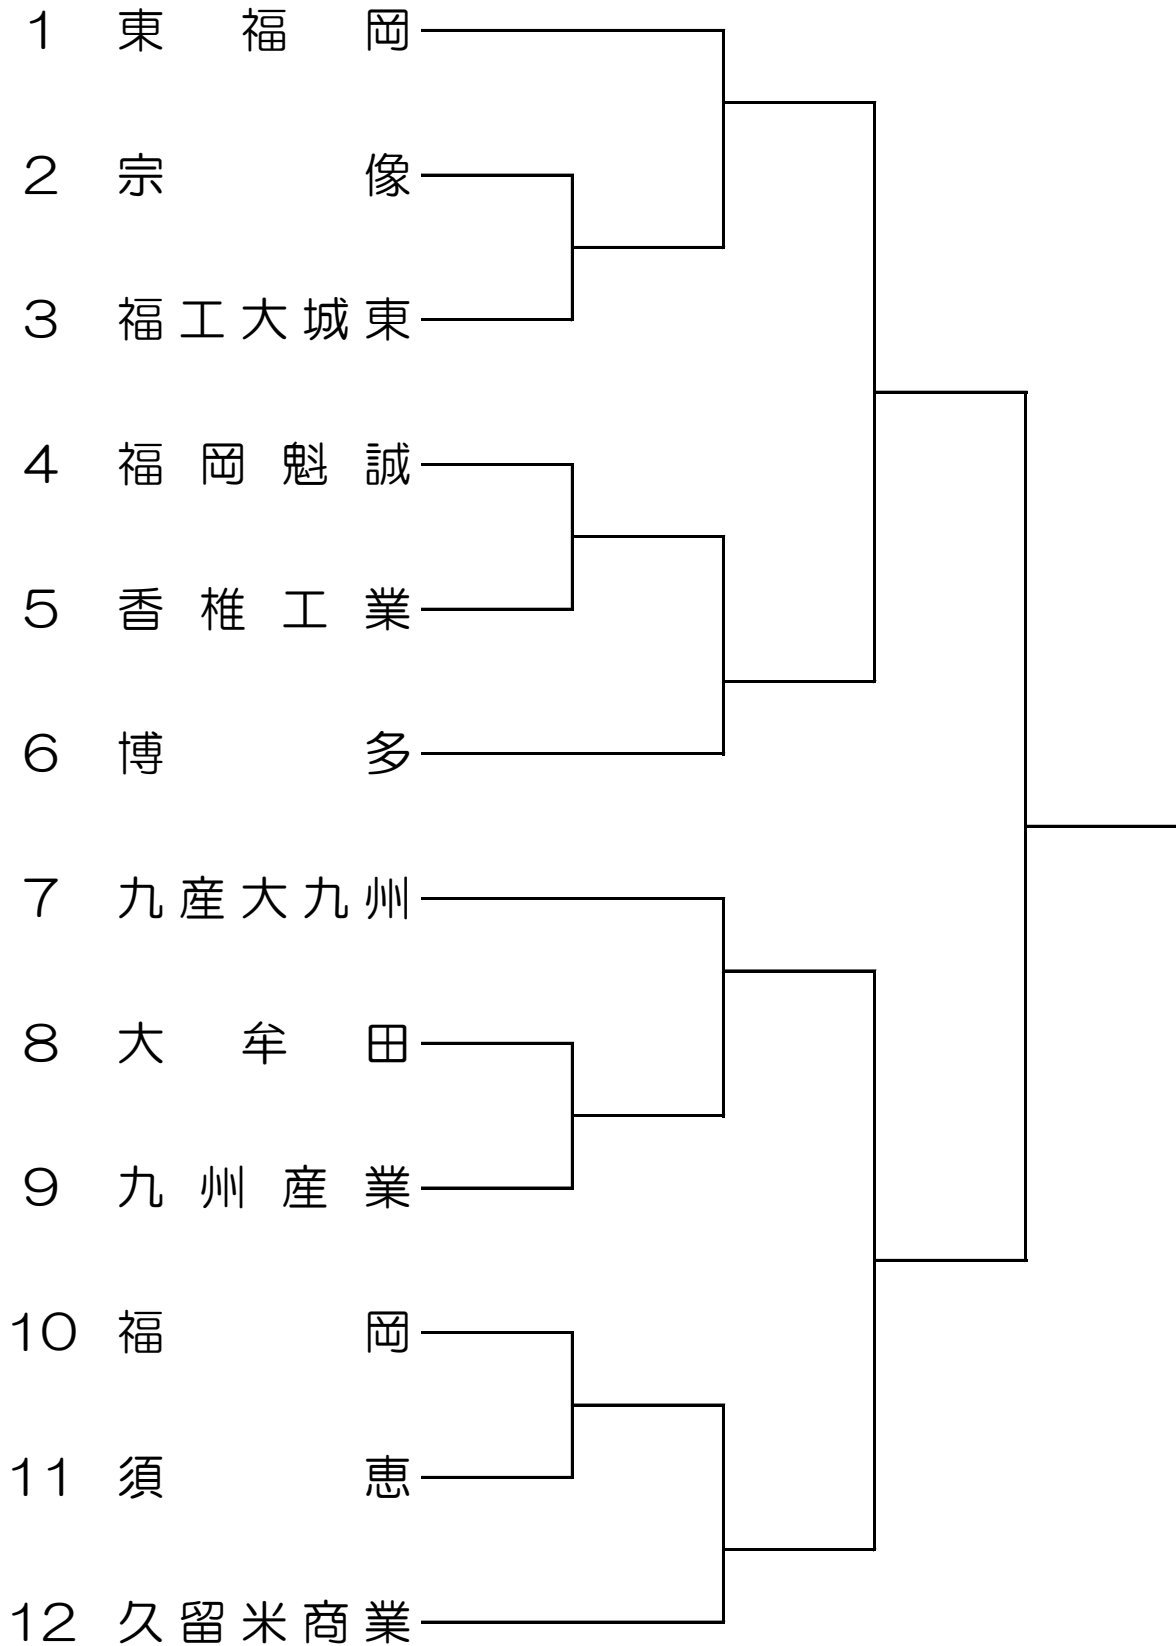 1 東福岡
2 宗像
3 福工大城東
4 福岡魁誠
5 香椎工業
6 博多
7 九産大九州
8 大牟田
9 九州産業
10 福岡
11 須恵
12 久留米商業